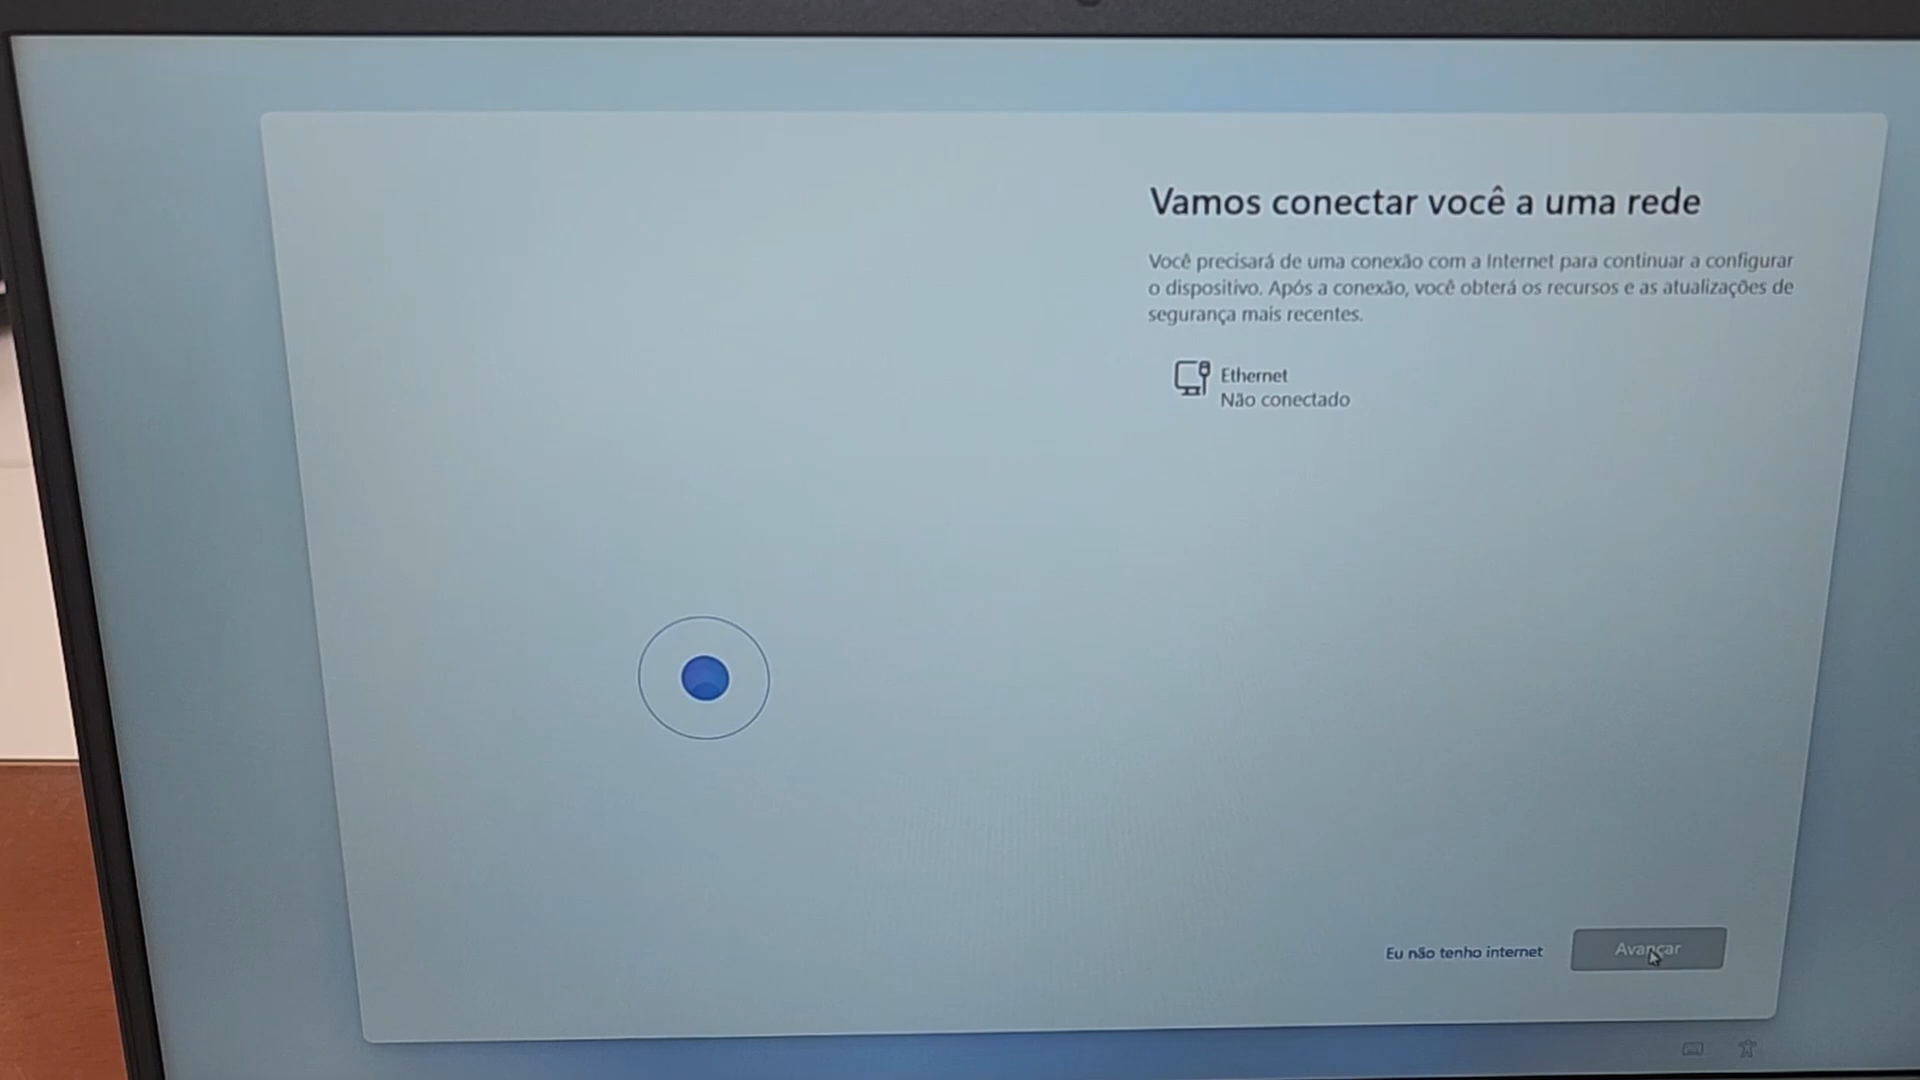 Vamos conectar você a uma rede
Você precisará de uma conexão com a Internet para continuar a configurar
o dispositivo. Após a conexão, você obterá os recursos e as atualizações de
segurança mais recentes.
Ethernet
Não conectado
Eu não tenho internet
Avançar